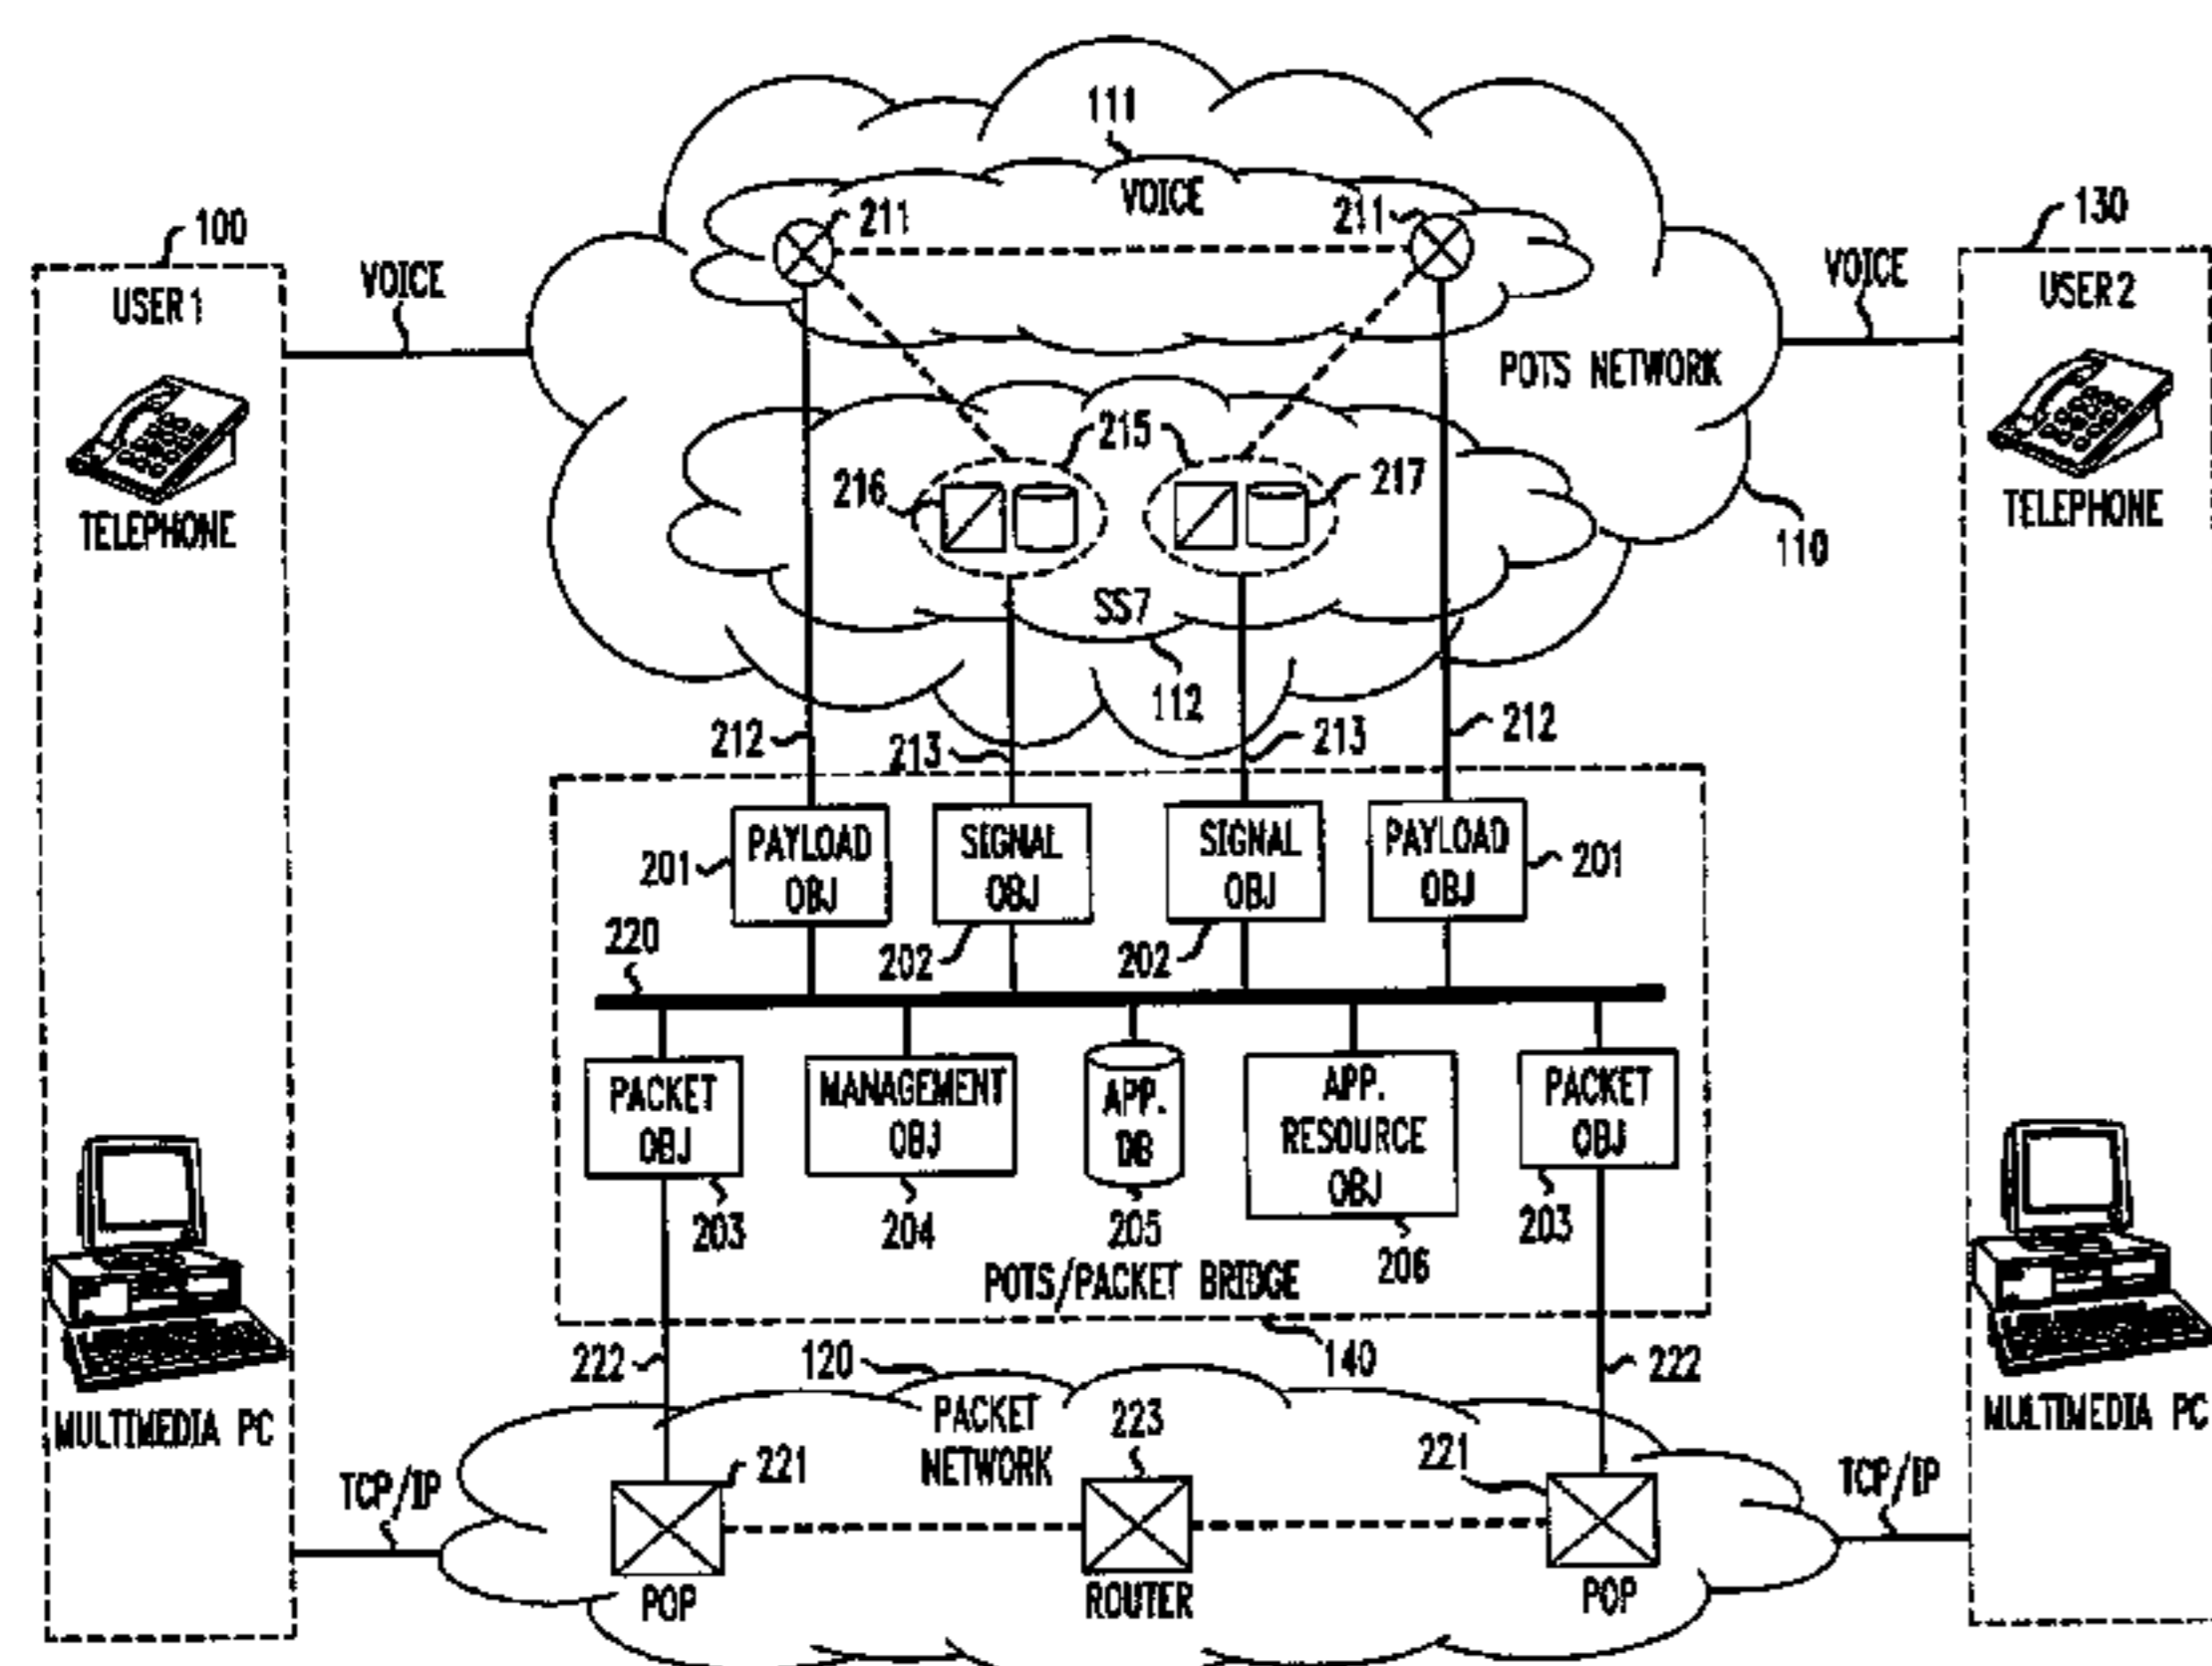 111
VOICE
211
211
100
USER 1
VOICE
130
USER 2
VOICE
POTS NETWORK
TELEPHONE
TELEPHONE
215
216
217
110
SS7
112
212
213
213
212
PAYLOAD
OBJ
SIGNAL
OBJ
SIGNAL
OBJ
PAYLOAD
OBJ
201
201
220
202
202
PACKET
OBJ
MANAGEMENT
OBJ
APP.
DB
APP.
RESOURCE
OBJ
PACKET
OBJ
203
204
205
206
203
POTS/PACKET BRIDGE
222
120
140
222
MULTIMEDIA PC
MULTIMEDIA PC
PACKET
NETWORK
223
221
221
TCP/IP
TCP/IP
POP
ROUTER
POP